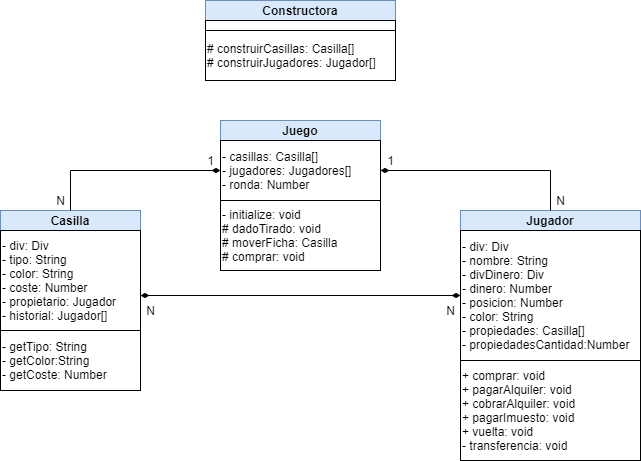 Constructora
# construirCasillas: Casilla[]
# construirJugadores: Jugador[]
Juego
- casillas: Casilla[]
- jugadores: Jugadores[]
- ronda: Number
- initialize: void
# dadoTirado: void
# moverFicha: Casilla
# comprar: void
1
1
N
N
Casilla
- div: Div
- tipo: String
- color: String
- coste: Number
- propietario: Jugador
- historial: Jugador[]
- getTipo: String
- getColor:String
- getCoste: Number
N
N
Jugador
- div: Div
- nombre: String
- divDinero: Div
- dinero: Number
- posicion: Number
- color: String
- propiedades: Casilla[]
- propiedadesCantidad:Number
+ comprar: void
+ pagarAlquiler: void
+ cobrarAlquiler: void
+ pagarImuesto: void
+ vuelta: void
- transferencia: void